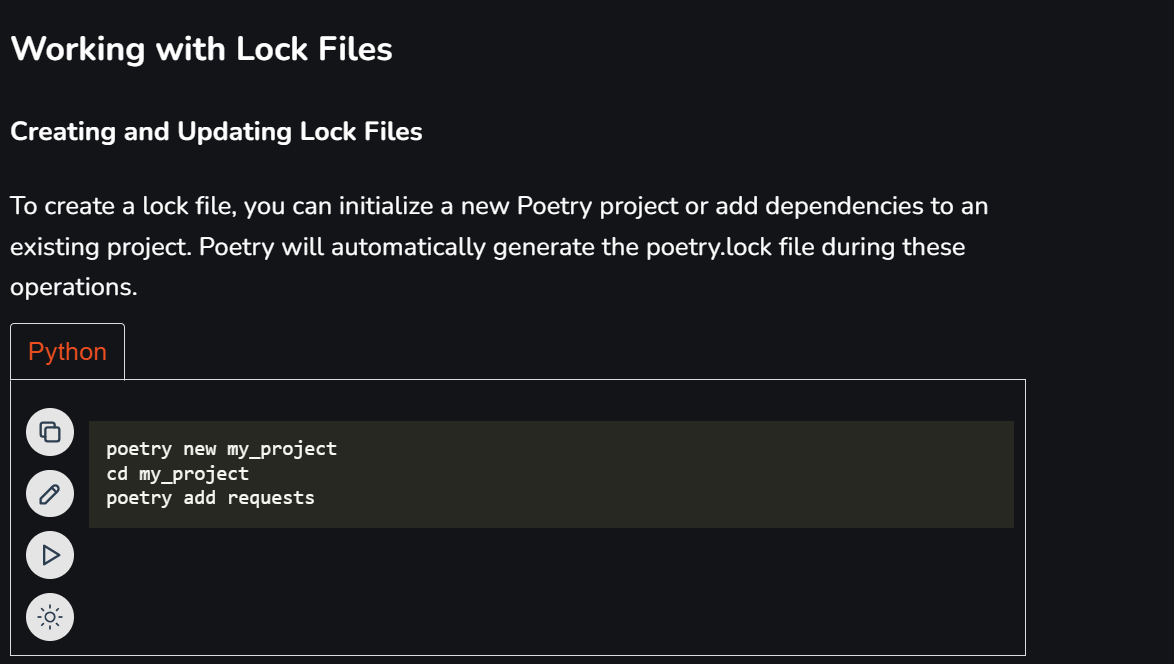 Working with Lock Files
Creating and Updating Lock Files
To create a lock file, you can initialize a new Poetry project or add dependencies to an
existing project. Poetry will automatically generate the poetry.lock file during these
operations.
Python
poetry new my_project
cd my_project
poetry add requests